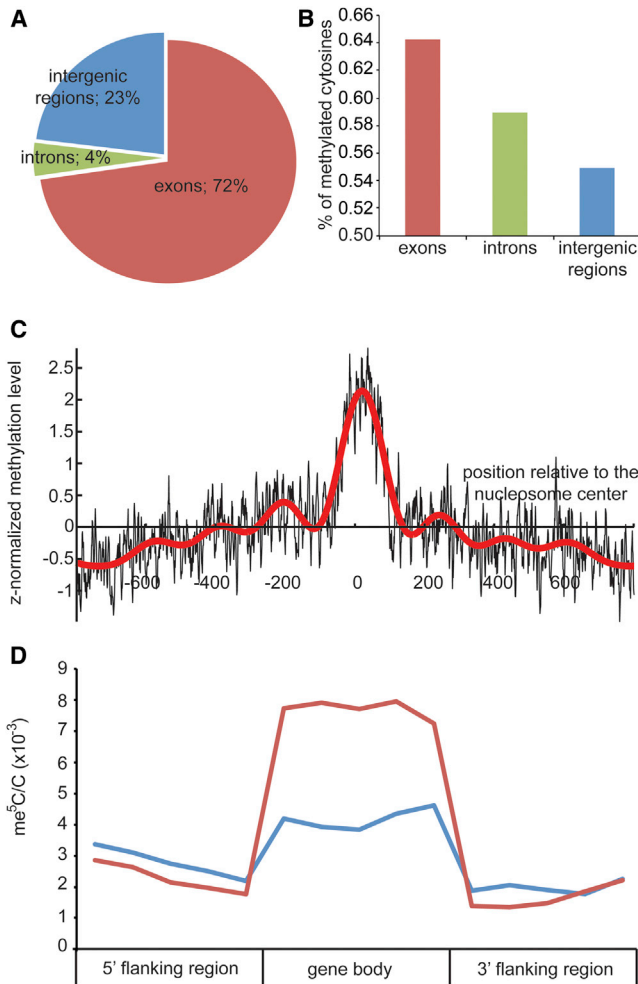 A
intergenic
regions; 23%
introns; 4%
exons; 72%
B
% of methylated cytosines
0.66
0.64
0.62
0.60
0.58
0.56
0.54
0.52
0.50
exons
introns
intergenic
regions
C
z-normalized methylation level
2.5
2
1.5
1
0.5
0
-0.5
-1
position relative to the
nucleosome center
-600
-400
-200
0
200
400
600
D
me⁵C/C (x10⁻³)
9
8
7
6
5
4
3
2
1
0
5' flanking region
gene body
3' flanking region